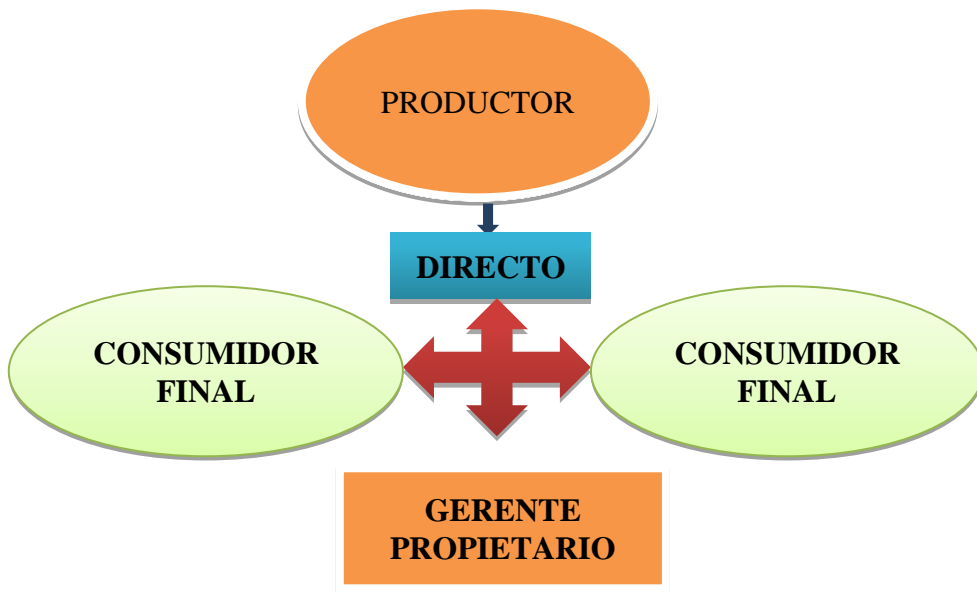 PRODUCTOR
DIRECTO
CONSUMIDOR
FINAL
CONSUMIDOR
FINAL
GERENTE
PROPIETARIO